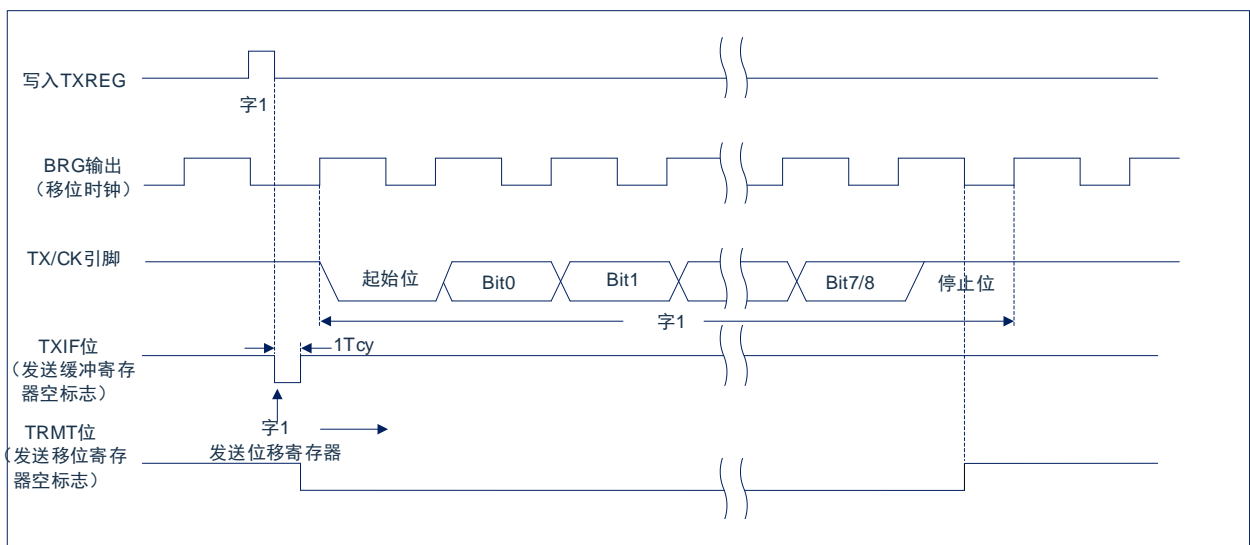 写入TXREG
字1
BRG输出
（移位时钟）
TX/CK引脚
起始位
Bit0
Bit1
Bit7/8
停止位
字1
TXIF位
（发送缓冲寄存
器空标志）
1Tcy
字1
发送位移寄存器
TRMT位
（发送移位寄存
器空标志）